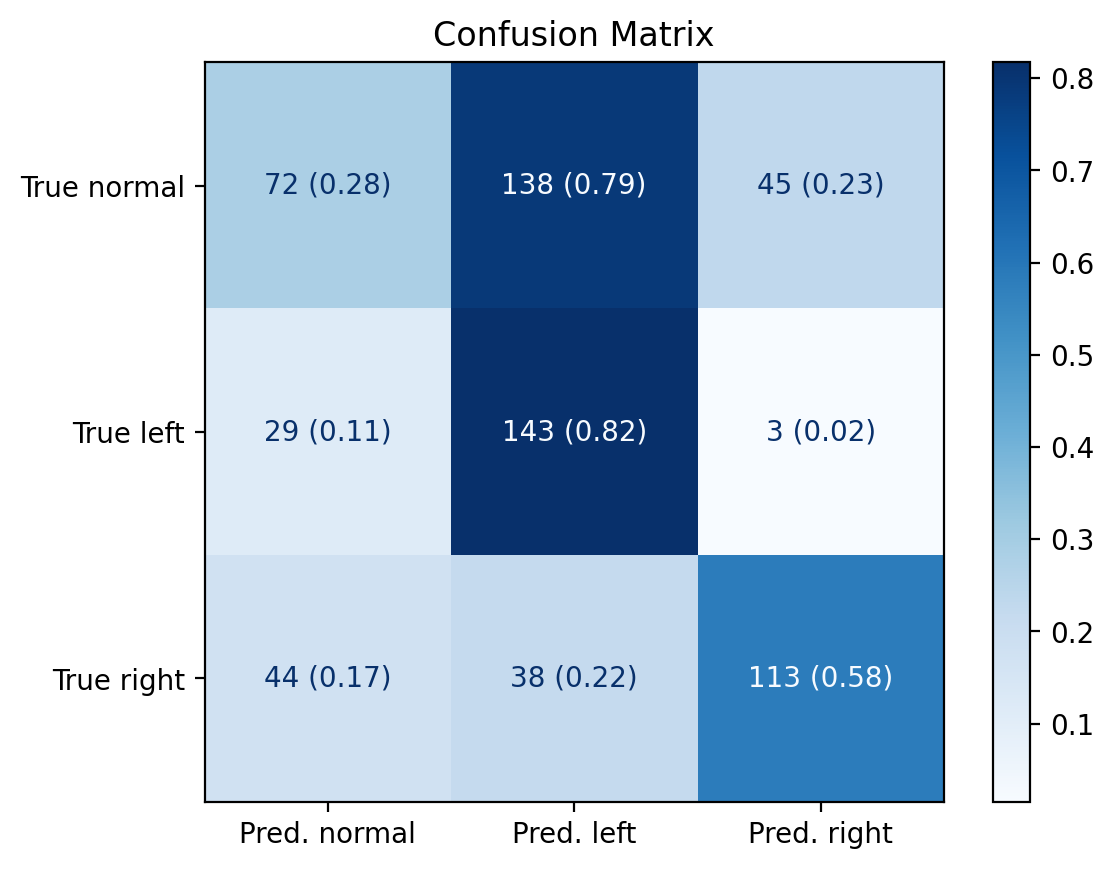 Confusion Matrix
True normal
72 (0.28)
138 (0.79)
45 (0.23)
True left
29 (0.11)
143 (0.82)
3 (0.02)
True right
44 (0.17)
38 (0.22)
113 (0.58)
Pred. normal
Pred. left
Pred. right
0.8
0.7
0.6
0.5
0.4
0.3
0.2
0.1